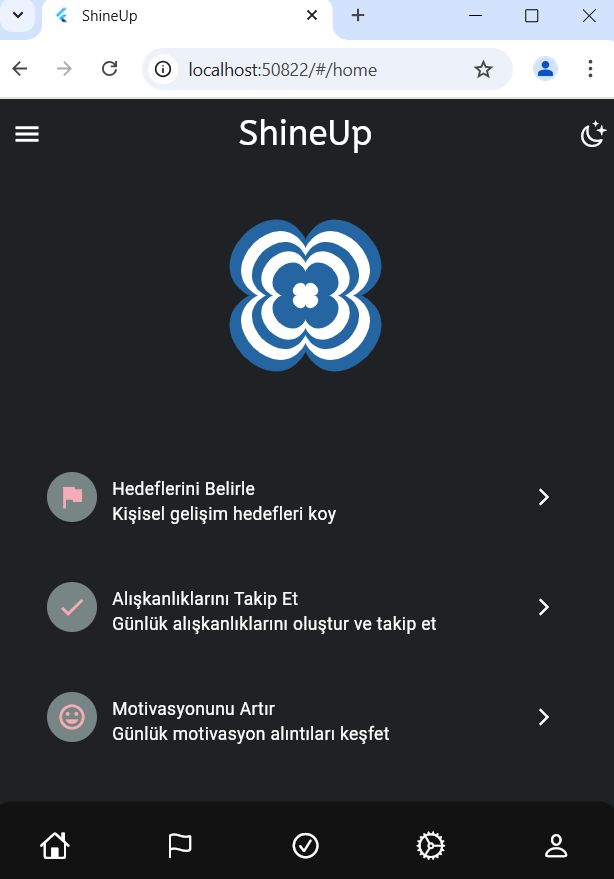 ShineUp
localhost:50822/#/home
ShineUp
Hedeflerini Belirle
Kişisel gelişim hedefleri koy
Alışkanlıklarını Takip Et
Günlük alışkanlıklarını oluştur ve takip et
Motivasyonunu Artır
Günlük motivasyon alıntıları keşfet